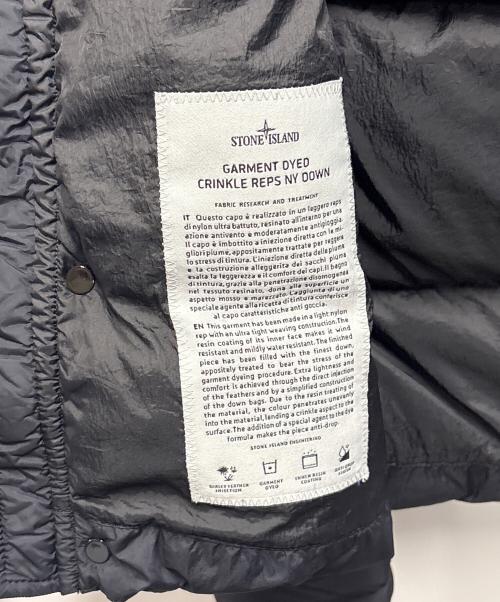 STONE ISLAND
GARMENT DYED
CRINKLE REPS NY DOWN
FABRIC RESEARCH AND TREATMENT
IT Questo capo è realizzato in un leggero reps
di nylon ultra battuto, resinato all'interno per una
azione antivento e moderatamente antipioggia.
Il capo è imbottito a iniezione diretta con le mi-
gliori piume, appositamente trattate per reggere
lo stress di tintura. L'iniezione diretta delle piume
e la costruzione alleggerita dei sacchi piuma
esalta la leggerezza e il comfort dei capi. Il bagno
di tintura, grazie alla penetrazione disomogenea
nel tessuto resinato, dona alla superficie un
aspetto mosso e marezzato. L'aggiunta di uno
speciale agente alla ricetta di tintura conferisce
al capo caratteristiche anti goccia.
EN This garment has been made in a light nylon
rep with an ultra tight weaving construction. The
resin coating of its inner face makes it wind
resistant and mildly water resistant. The finished
piece has been filled with the finest down,
appositely treated to bear the stress of the
garment dyeing procedure. Extra lightness and
comfort is achieved through the direct injection
of the feathers and by a simplified construction
of the down bags. Due to the resin treating of
the material, the colour penetrates unevenly
into the material, lending a crinkle aspect to the
surface. The addition of a special agent to the dye
formula makes the piece anti-drop.
STONE ISLAND ENGINEERING
DIRECT FEATHER
INJECTION
GARMENT
DYED
INNER RESIN
COATING